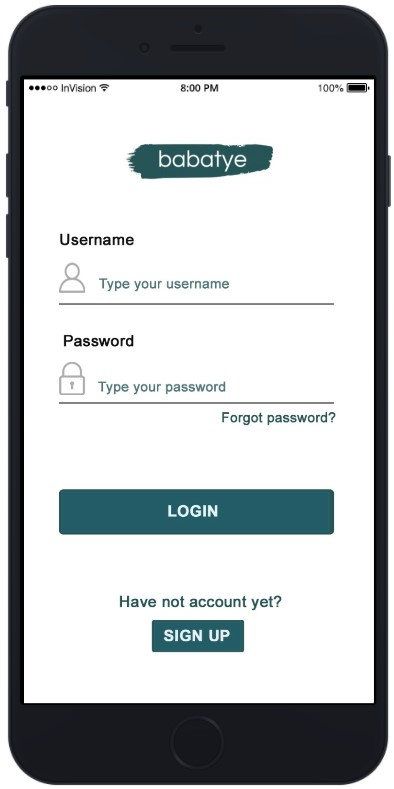 InVision 8:00 PM 100%
babatye
Username
Type your username
Password
Type your password
Forgot password?
LOGIN
Have not account yet?
SIGN UP